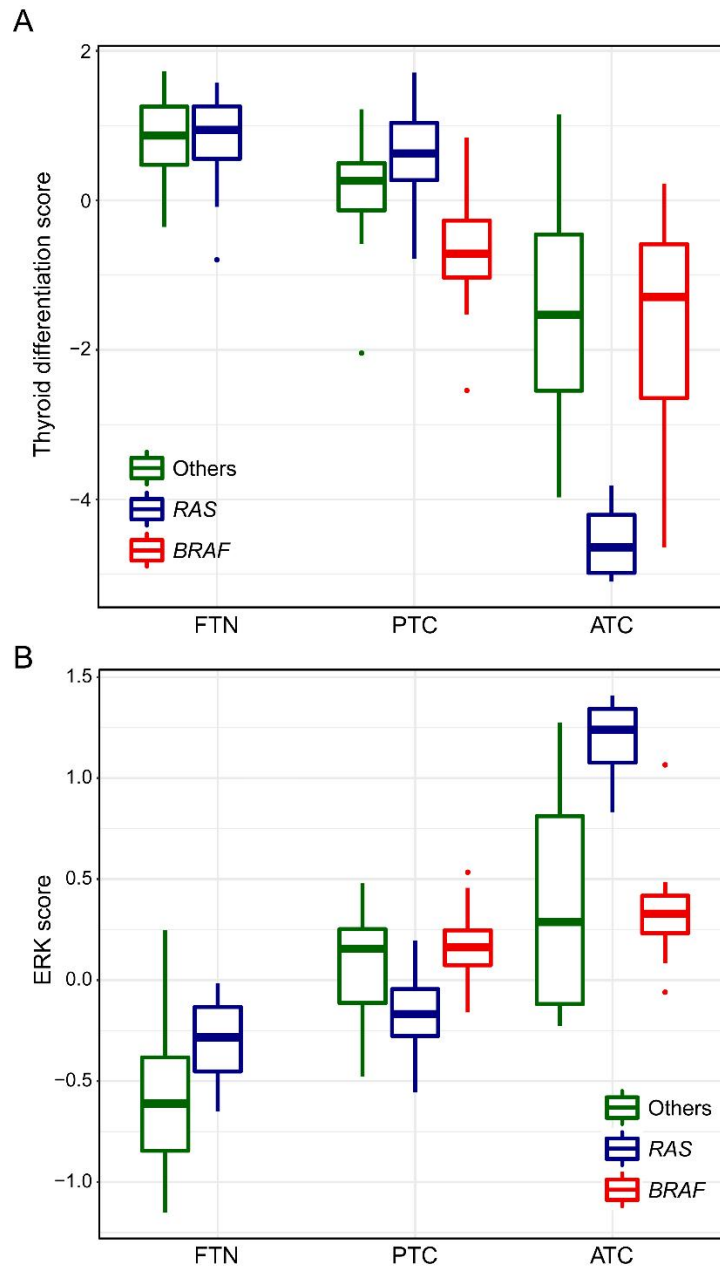 A
Thyroid differentiation score
2
0
−2
−4
Others
RAS
BRAF
FTN PTC ATC
B
ERK score
1.5
1.0
0.5
0.0
−0.5
−1.0
Others
RAS
BRAF
FTN PTC ATC